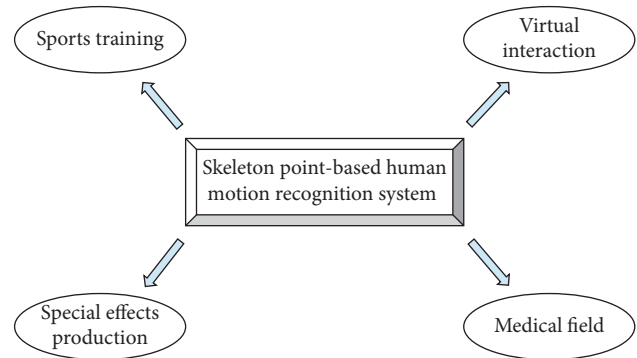 Sports training
Virtual
interaction
Skeleton point-based human
motion recognition system
Special effects
production
Medical field